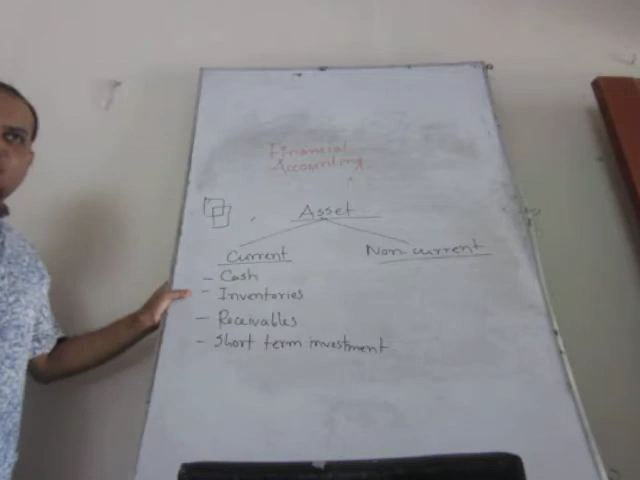 Financial
Accounting
Asset
Current
Non current
- Cash
- Inventories
- Receivables
- Short term investment